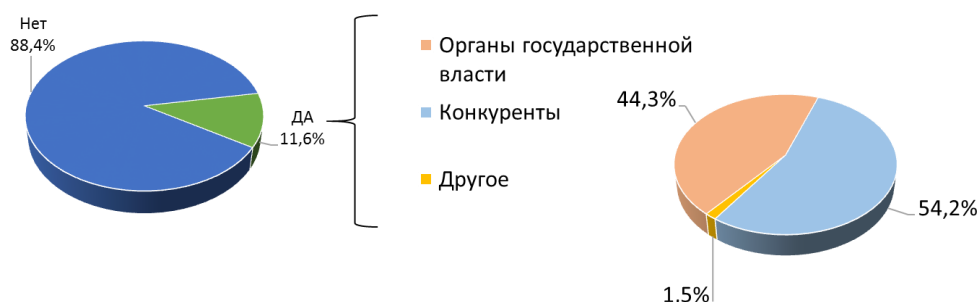 Нет
88,4%
ДА
11,6%
Органы государственной
власти
Конкуренты
Другое
44,3%
54,2%
1,5%